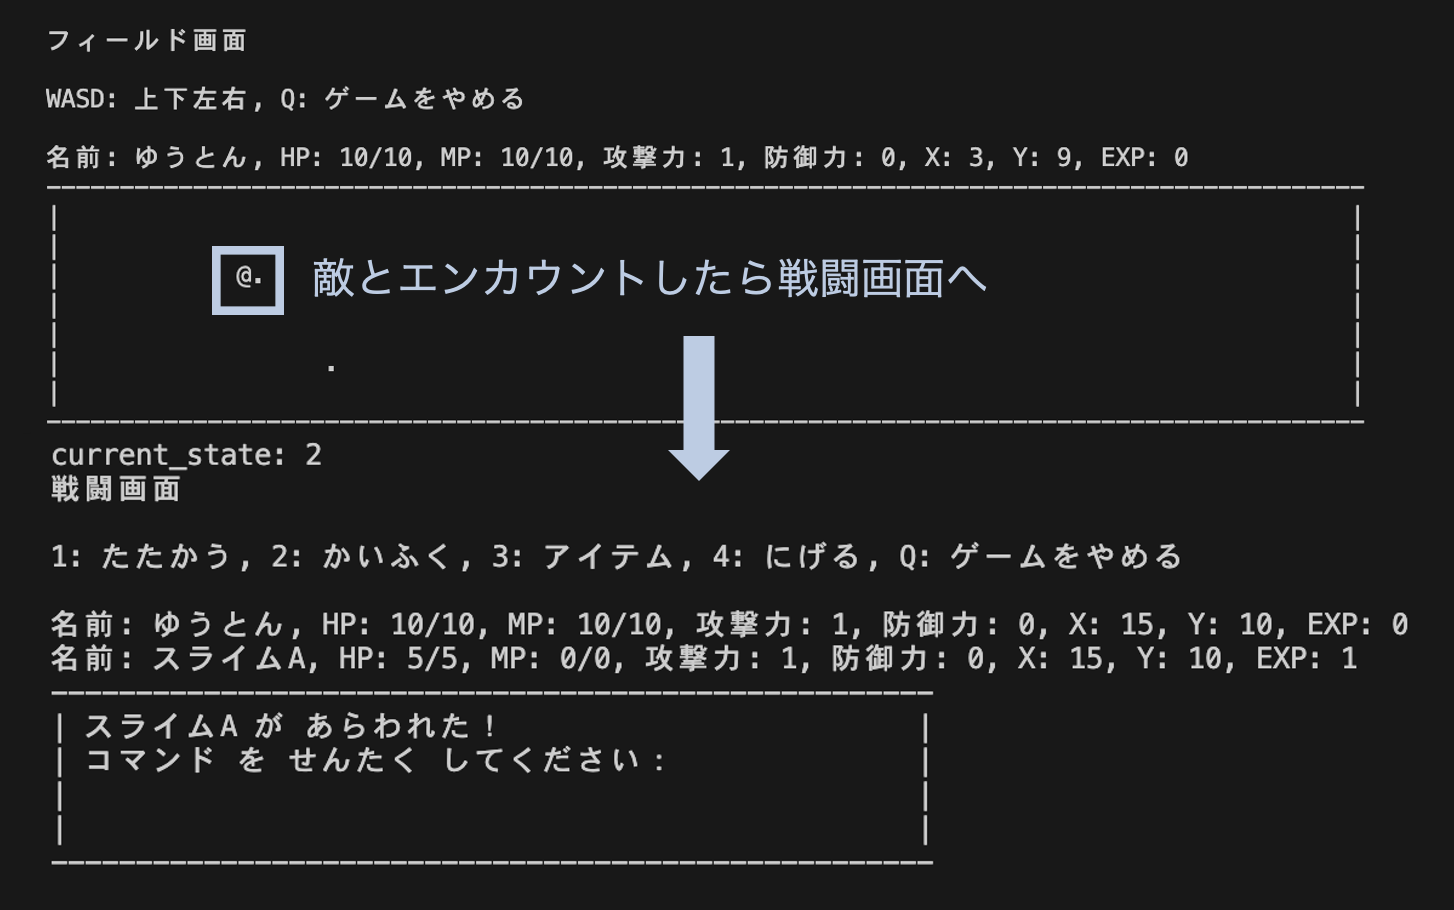 フィールド画面
WASD: 上下左右, Q: ゲームをやめる
名前: ゆうとん, HP: 10/10, MP: 10/10, 攻撃力: 1, 防御力: 0, X: 3, Y: 9, EXP: 0
@. 敵とエンカウントしたら戦闘画面へ
.
current_state: 2
戦闘画面
1: たたかう, 2: かいふく, 3: アイテム, 4: にげる, Q: ゲームをやめる
名前: ゆうとん, HP: 10/10, MP: 10/10, 攻撃力: 1, 防御力: 0, X: 15, Y: 10, EXP: 0
名前: スライムA, HP: 5/5, MP: 0/0, 攻撃力: 1, 防御力: 0, X: 15, Y: 10, EXP: 1
スライムA が あらわれた！
コマンド を せんたく してください：